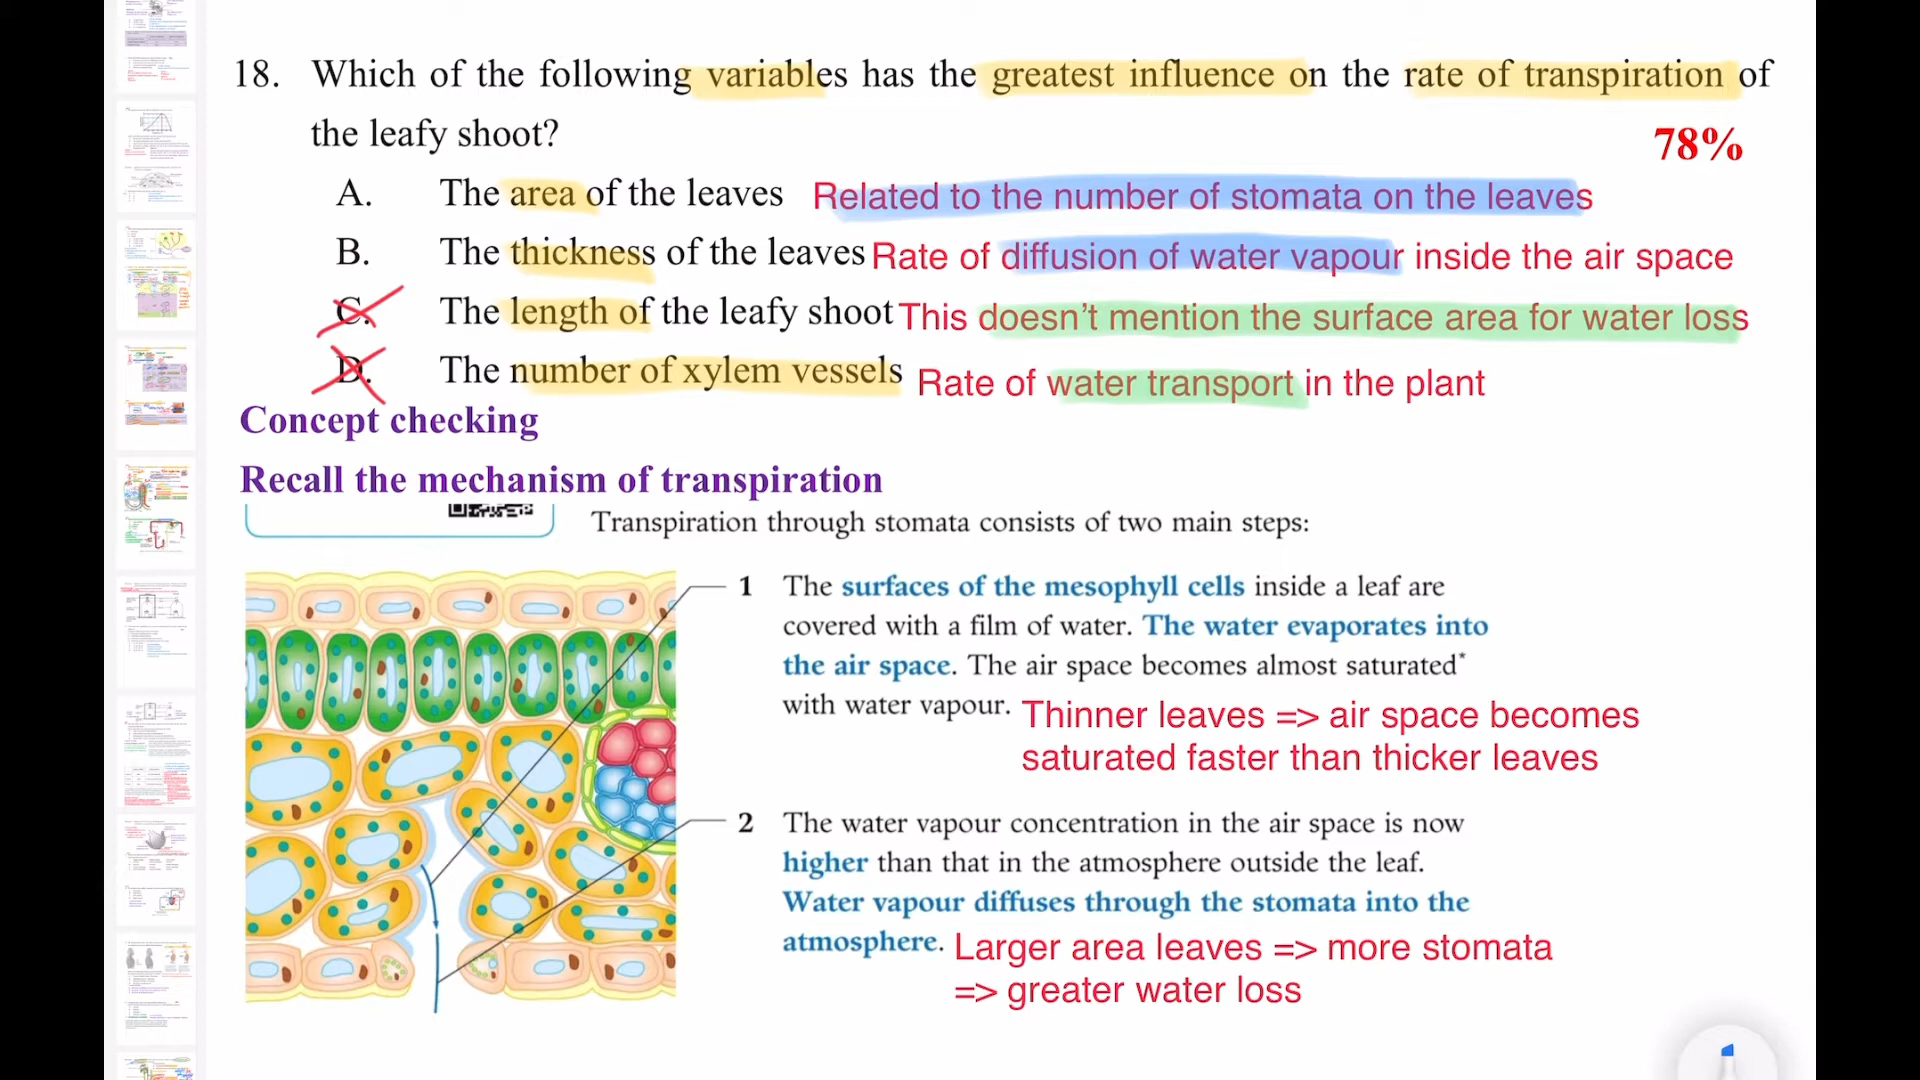 18. Which of the following variables has the greatest influence on the rate of transpiration of
the leafy shoot?
78%
A. The area of the leaves Related to the number of stomata on the leaves
B. The thickness of the leaves Rate of diffusion of water vapour inside the air space
C. The length of the leafy shoot This doesn't mention the surface area for water loss
D. The number of xylem vessels Rate of water transport in the plant
Concept checking
Recall the mechanism of transpiration
Transpiration through stomata consists of two main steps:
1 The surfaces of the mesophyll cells inside a leaf are
covered with a film of water. The water evaporates into
the air space. The air space becomes almost saturated*
with water vapour. Thinner leaves => air space becomes
saturated faster than thicker leaves
2 The water vapour concentration in the air space is now
higher than that in the atmosphere outside the leaf.
Water vapour diffuses through the stomata into the
atmosphere. Larger area leaves => more stomata
=> greater water loss